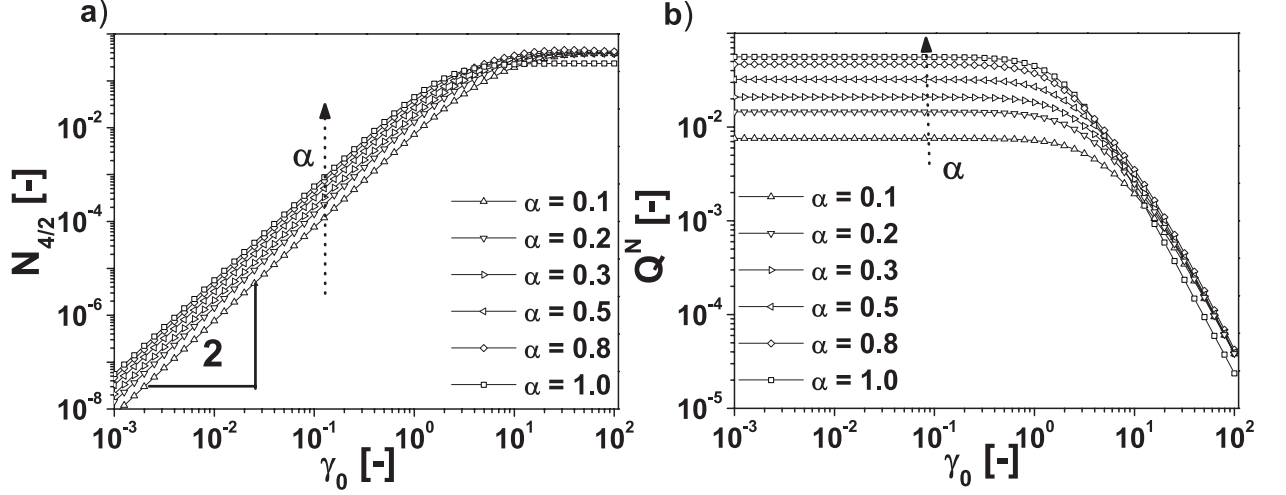 a)
N4/2 [-]
10-2
10-4
10-6
10-8
α
2
α = 0.1
α = 0.2
α = 0.3
α = 0.5
α = 0.8
α = 1.0
10-3 10-2 10-1 100 101 102
γ0 [-]
b)
QN [-]
10-2
10-3
10-4
10-5
α
α = 0.1
α = 0.2
α = 0.3
α = 0.5
α = 0.8
α = 1.0
10-3 10-2 10-1 100 101 102
γ0 [-]